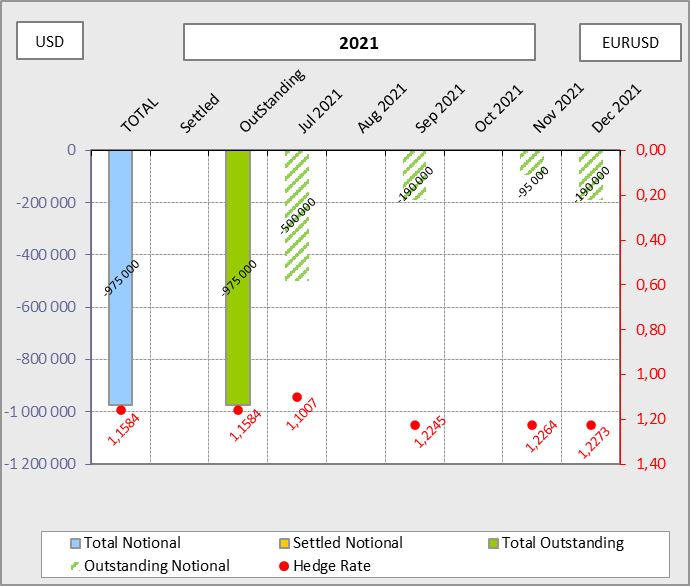 USD
2021
EURUSD
TOTAL
Settled
OutStanding
Jul 2021
Aug 2021
Sep 2021
Oct 2021
Nov 2021
Dec 2021
0
-200 000
-400 000
-600 000
-800 000
-1 000 000
-1 200 000
0,00
0,20
0,40
0,60
0,80
1,00
1,20
1,40
-975 000
-975 000
-500 000
-190 000
-95 000
-190 000
1,1584
1,1584
1,1007
1,2245
1,2264
1,2273
Total Notional
Settled Notional
Total Outstanding
Outstanding Notional
Hedge Rate